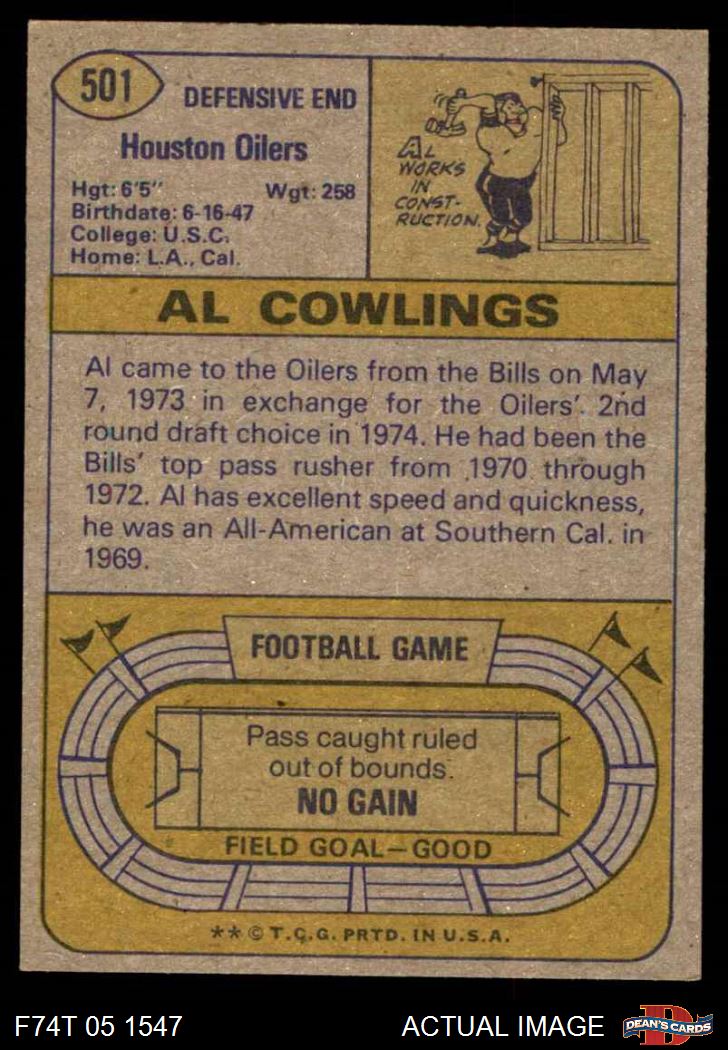 501
DEFENSIVE END
Houston Oilers
Hgt: 6'5" Wgt: 258
Birthdate: 6-16-47
College: U.S.C.
Home: L.A., Cal.
AL
WORKS
IN
CONST-
RUCTION.
AL COWLINGS
Al came to the Oilers from the Bills on May
7, 1973 in exchange for the Oilers' 2nd
round draft choice in 1974. He had been the
Bills' top pass rusher from 1970 through
1972. Al has excellent speed and quickness,
he was an All-American at Southern Cal. in
1969.
FOOTBALL GAME
Pass caught ruled
out of bounds.
NO GAIN
FIELD GOAL—GOOD
** © T.C.G. PRTD. IN U.S.A.
F74T 05 1547 ACTUAL IMAGE
D
DEAN'S CARDS